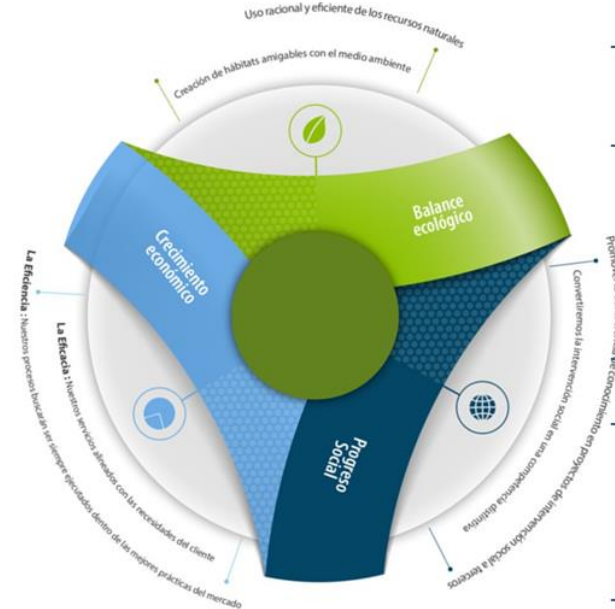 Uso racional y eficiente de los recursos naturales
Creación de hábitats amigables con el medio ambiente
Balance
ecológico
Crecimiento
económico
Progreso
Social
La Eficiencia : Nuestros procesos buscarán ser siempre ejecutados dentro de las mejores prácticas del mercado
La Eficacia : Nuestros servicios alineados con las necesidades del cliente
Convertiremos la intervención social en una competencia distintiva
de conocimiento en proyectos de intervención social a terceros